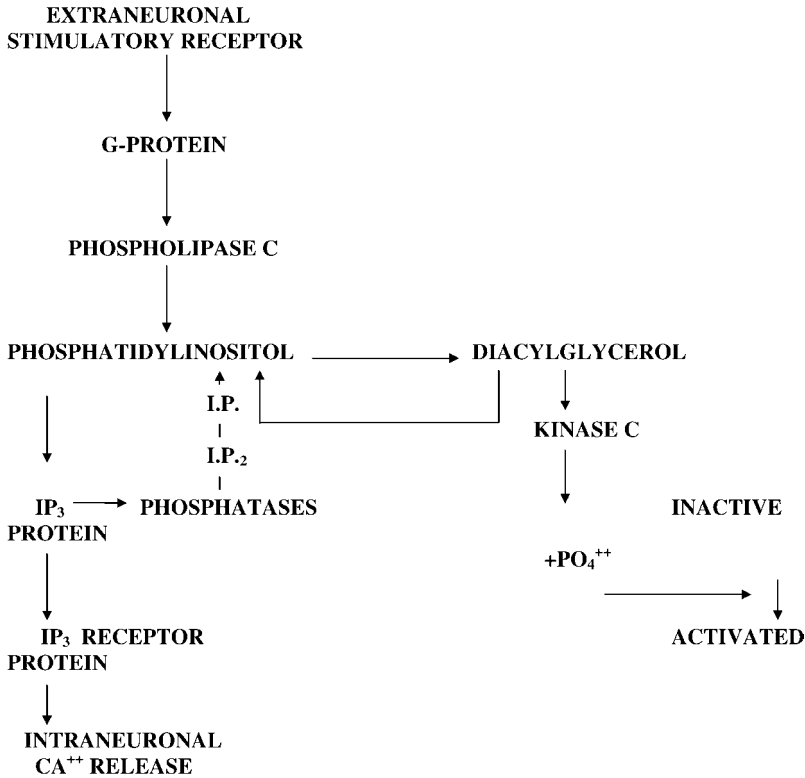 EXTRANEURONAL
STIMULATORY RECEPTOR
G-PROTEIN
PHOSPHOLIPASE C
PHOSPHATIDYLINOSITOL
DIACYLGLYCEROL
I.P.
KINASE C
I.P.₂
IP₃
PHOSPHATASES
INACTIVE
PROTEIN
+PO₄⁺⁺
IP₃ RECEPTOR
ACTIVATED
PROTEIN
INTRANEURONAL
CA⁺⁺ RELEASE